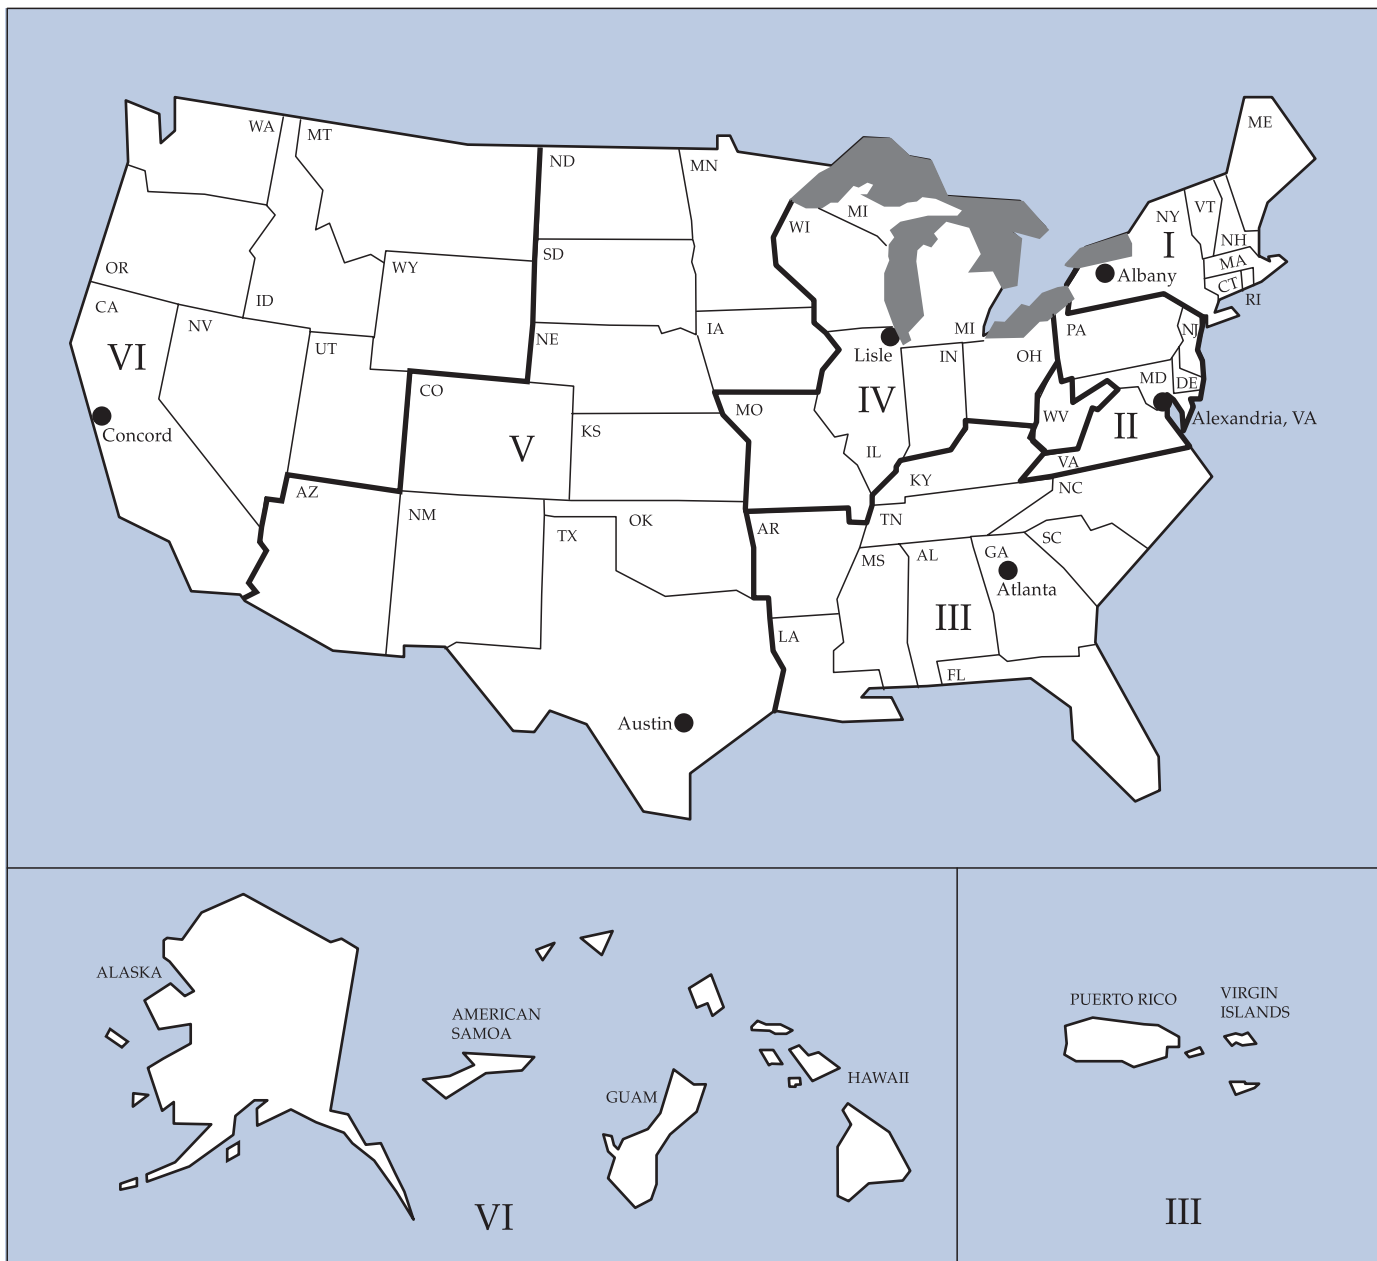 ME
WA
MT
ND
MN
MI
WI
NY
VT
I
NH
MA
CT
RI
Albany
OR
ID
WY
SD
CA
NV
UT
NE
IA
MI
PA
NJ
VI
Lisle
IN
OH
MD
DE
CO
MO
IV
WV
II
Alexandria, VA
Concord
V
KS
IL
KY
VA
AZ
NM
TX
OK
AR
TN
NC
MS
AL
GA
SC
Atlanta
III
LA
FL
Austin
ALASKA
AMERICAN
SAMOA
GUAM
HAWAII
VI
PUERTO RICO
VIRGIN
ISLANDS
III